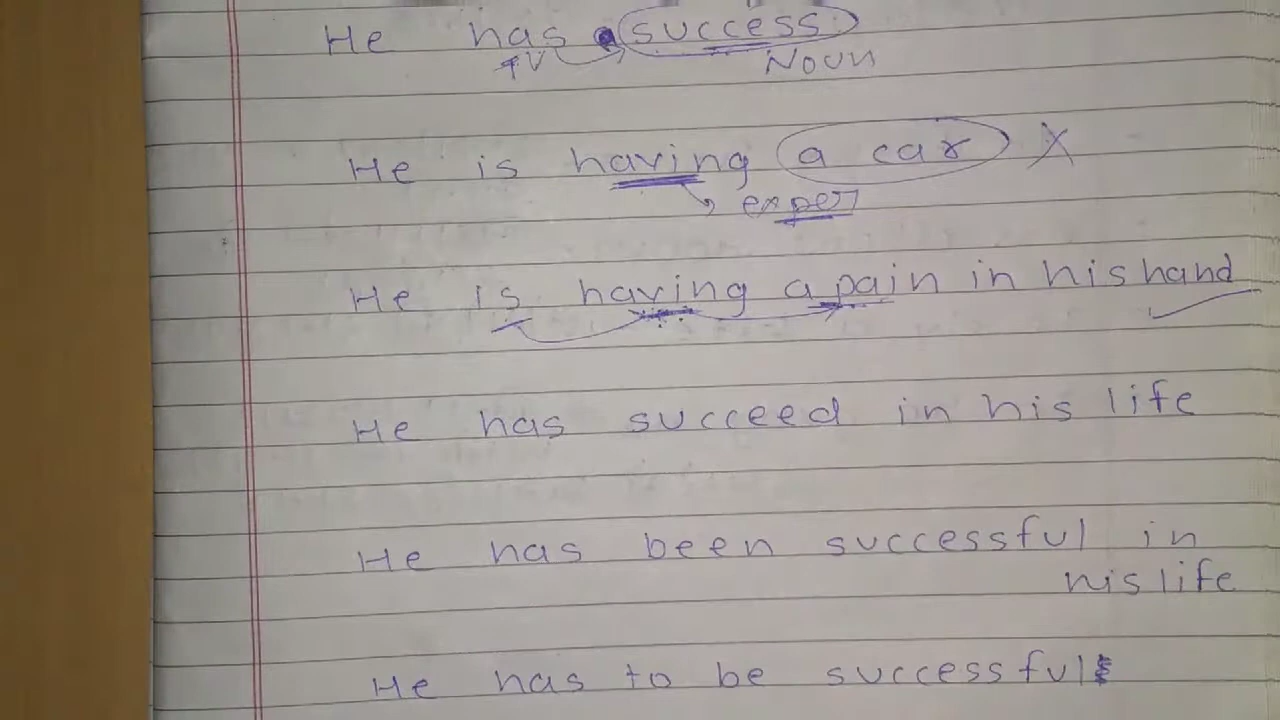 He has success
TV Noun
He is having a car X
exper
He is having a pain in his hand
He has succeed in his life
He has been successful in
his life
He has to be successful